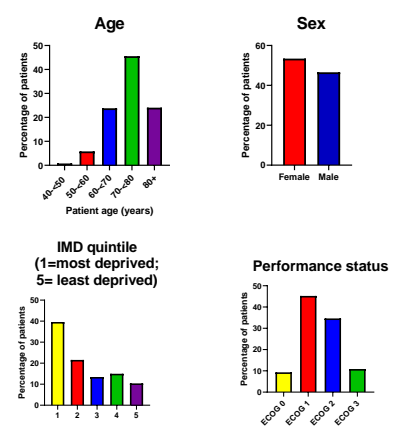 Age
Percentage of patients
50
40
30
20
10
0
40-<50
50-<60
60-<70
70-<80
80+
Patient age (years)
Sex
Percentage of patients
60
40
20
0
Female Male
IMD quintile
(1=most deprived;
5= least deprived)
Percentage of patients
50
40
30
20
10
0
1 2 3 4 5
Performance status
Percentage of patients
50
40
30
20
10
0
ECOG 0
ECOG 1
ECOG 2
ECOG 3